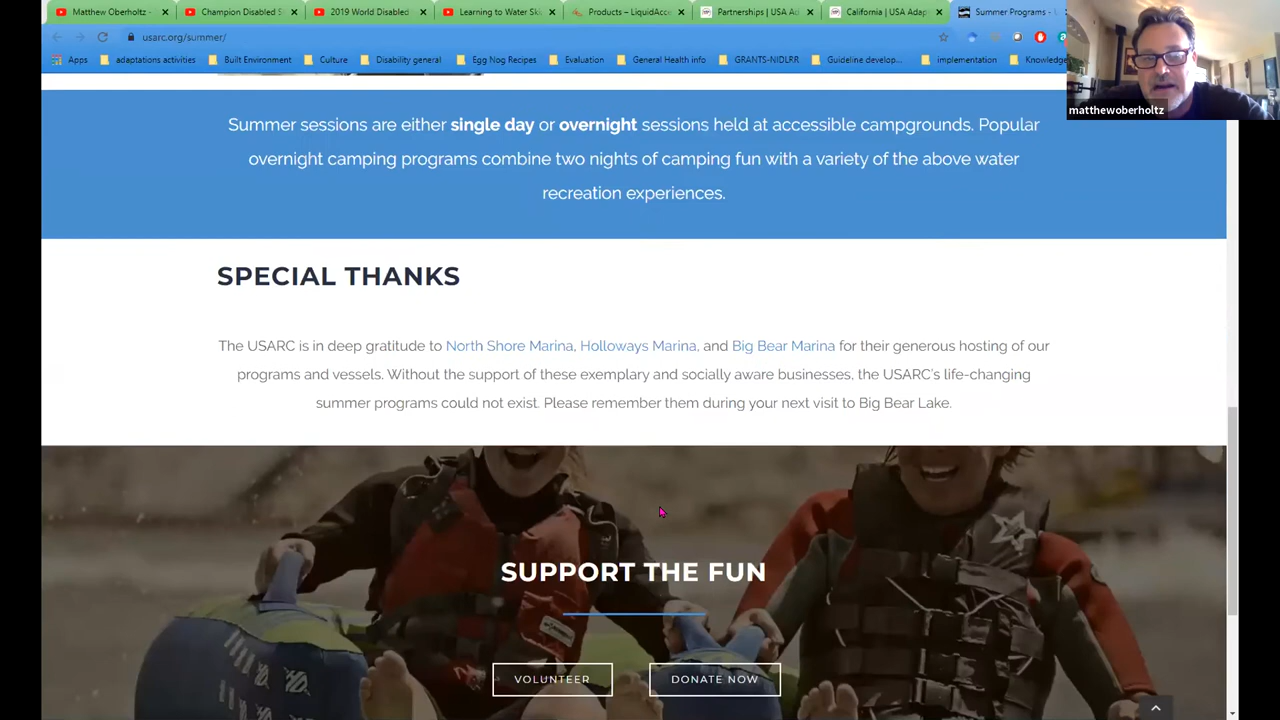 Matthew Oberholtz -
Champion Disabled S
2019 World Disabled
Learning to Water Ski
Products – LiquidAcce
Partnerships | USA Ad
California | USA Adap
Summer Programs –
usarc.org/summer/
Apps
adaptations activities
Built Environment
Culture
Disability general
Egg Nog Recipes
Evaluation
General Health info
GRANTS-NIDLRR
Guideline develop...
implementation
Knowledge
matthewoberholtz
Summer sessions are either single day or overnight sessions held at accessible campgrounds. Popular
overnight camping programs combine two nights of camping fun with a variety of the above water
recreation experiences.
SPECIAL THANKS
The USARC is in deep gratitude to North Shore Marina, Holloways Marina, and Big Bear Marina for their generous hosting of our
programs and vessels. Without the support of these exemplary and socially aware businesses, the USARC's life-changing
summer programs could not exist. Please remember them during your next visit to Big Bear Lake.
SUPPORT THE FUN
VOLUNTEER
DONATE NOW